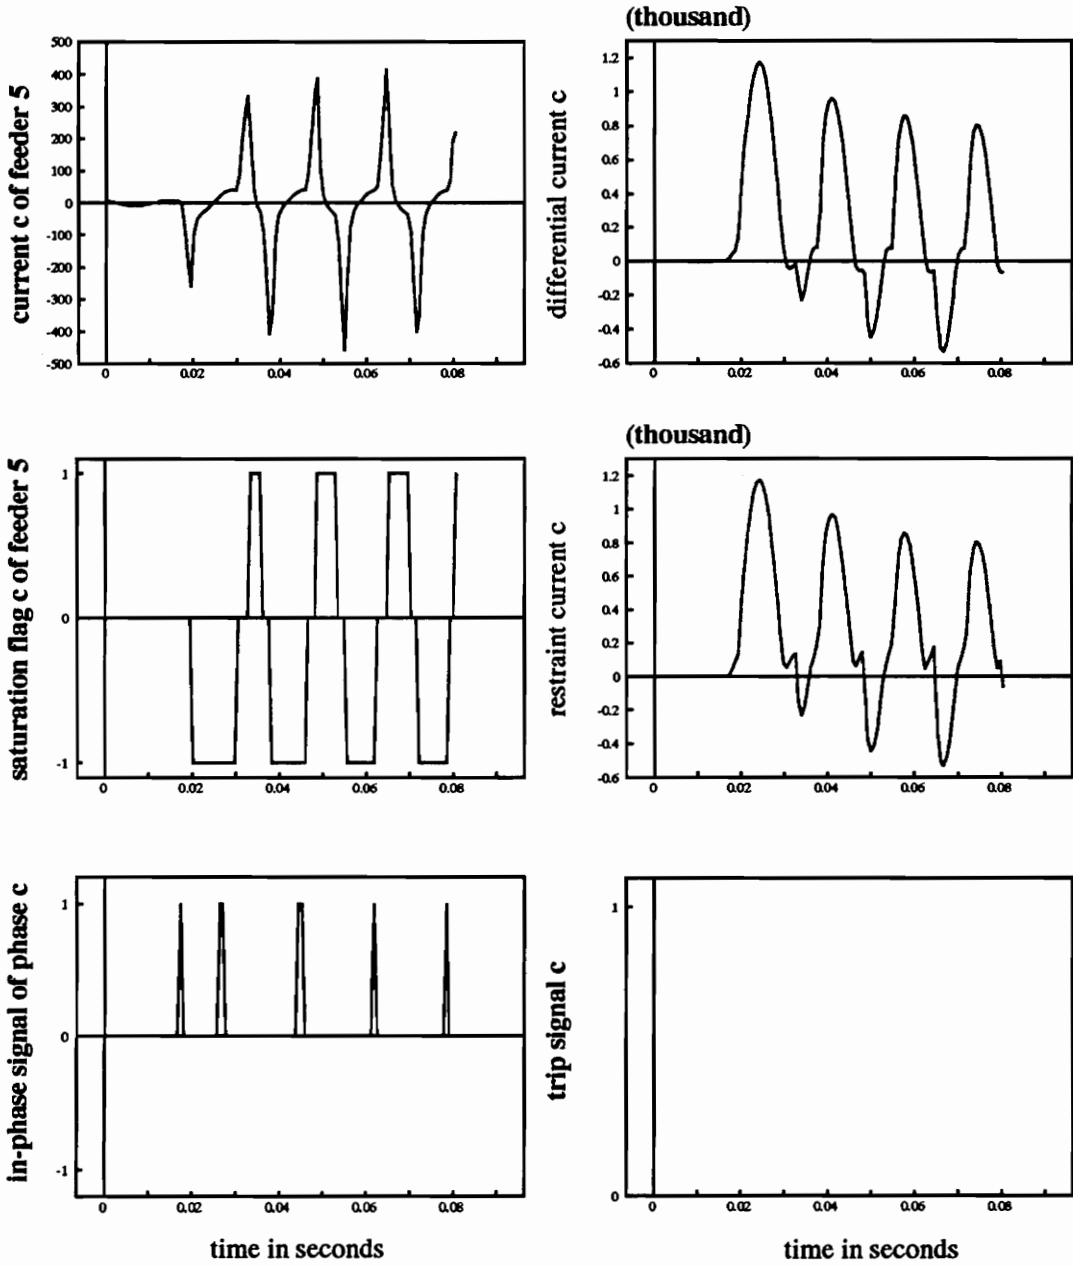 (thousand)
current c of feeder 5
500
400
300
200
100
0
-100
-200
-300
-400
-500
0 0.02 0.04 0.06 0.08
differential current c
1.2
1
0.8
0.6
0.4
0.2
0
-0.2
-0.4
-0.6
0 0.02 0.04 0.06 0.08
saturation flag c of feeder 5
1
0
-1
0 0.02 0.04 0.06 0.08
(thousand)
restraint current c
1.2
1
0.8
0.6
0.4
0.2
0
-0.2
-0.4
-0.6
0 0.02 0.04 0.06 0.08
in-phase signal of phase c
1
0
-1
0 0.02 0.04 0.06 0.08
time in seconds
trip signal c
1
0
0 0.02 0.04 0.06 0.08
time in seconds